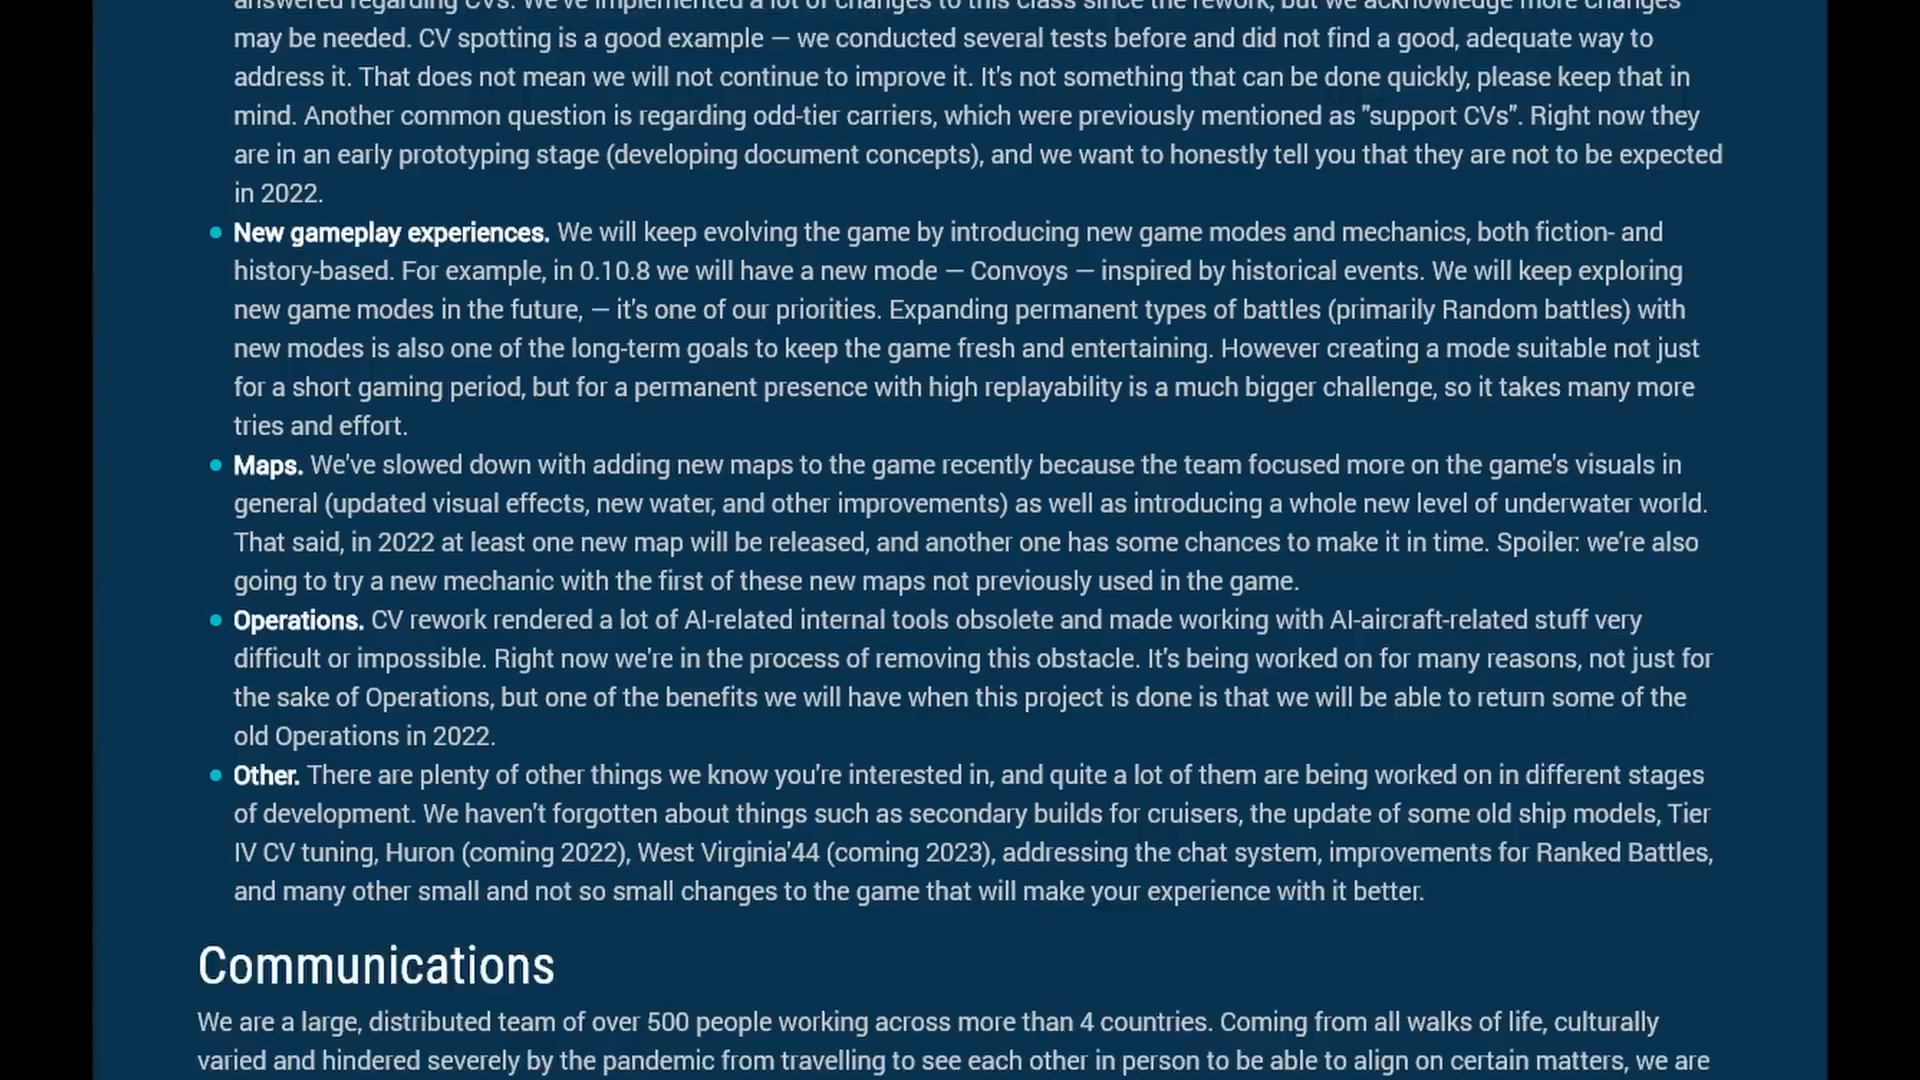 answered regarding CVs. We've implemented a lot of changes to this class since the rework, but we acknowledge more changes
may be needed. CV spotting is a good example — we conducted several tests before and did not find a good, adequate way to
address it. That does not mean we will not continue to improve it. It's not something that can be done quickly, please keep that in
mind. Another common question is regarding odd-tier carriers, which were previously mentioned as "support CVs". Right now they
are in an early prototyping stage (developing document concepts), and we want to honestly tell you that they are not to be expected
in 2022.
New gameplay experiences. We will keep evolving the game by introducing new game modes and mechanics, both fiction- and
history-based. For example, in 0.10.8 we will have a new mode — Convoys — inspired by historical events. We will keep exploring
new game modes in the future, — it's one of our priorities. Expanding permanent types of battles (primarily Random battles) with
new modes is also one of the long-term goals to keep the game fresh and entertaining. However creating a mode suitable not just
for a short gaming period, but for a permanent presence with high replayability is a much bigger challenge, so it takes many more
tries and effort.
Maps. We've slowed down with adding new maps to the game recently because the team focused more on the game's visuals in
general (updated visual effects, new water, and other improvements) as well as introducing a whole new level of underwater world.
That said, in 2022 at least one new map will be released, and another one has some chances to make it in time. Spoiler: we're also
going to try a new mechanic with the first of these new maps not previously used in the game.
Operations. CV rework rendered a lot of AI-related internal tools obsolete and made working with AI-aircraft-related stuff very
difficult or impossible. Right now we're in the process of removing this obstacle. It's being worked on for many reasons, not just for
the sake of Operations, but one of the benefits we will have when this project is done is that we will be able to return some of the
old Operations in 2022.
Other. There are plenty of other things we know you're interested in, and quite a lot of them are being worked on in different stages
of development. We haven't forgotten about things such as secondary builds for cruisers, the update of some old ship models, Tier
IV CV tuning, Huron (coming 2022), West Virginia'44 (coming 2023), addressing the chat system, improvements for Ranked Battles,
and many other small and not so small changes to the game that will make your experience with it better.
Communications
We are a large, distributed team of over 500 people working across more than 4 countries. Coming from all walks of life, culturally
varied and hindered severely by the pandemic from travelling to see each other in person to be able to align on certain matters, we are